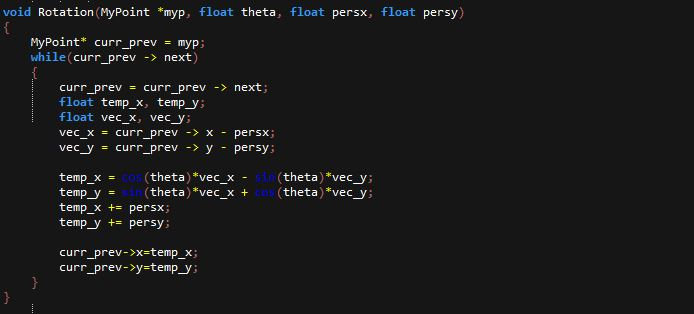 void Rotation(MyPoint *myp, float theta, float persx, float persy)
{
    MyPoint* curr_prev = myp;
    while(curr_prev -> next)
    {
        curr_prev = curr_prev -> next;
        float temp_x, temp_y;
        float vec_x, vec_y;
        vec_x = curr_prev -> x - persx;
        vec_y = curr_prev -> y - persy;

        temp_x = cos(theta)*vec_x - sin(theta)*vec_y;
        temp_y = sin(theta)*vec_x + cos(theta)*vec_y;
        temp_x += persx;
        temp_y += persy;

        curr_prev->x=temp_x;
        curr_prev->y=temp_y;
    }
}